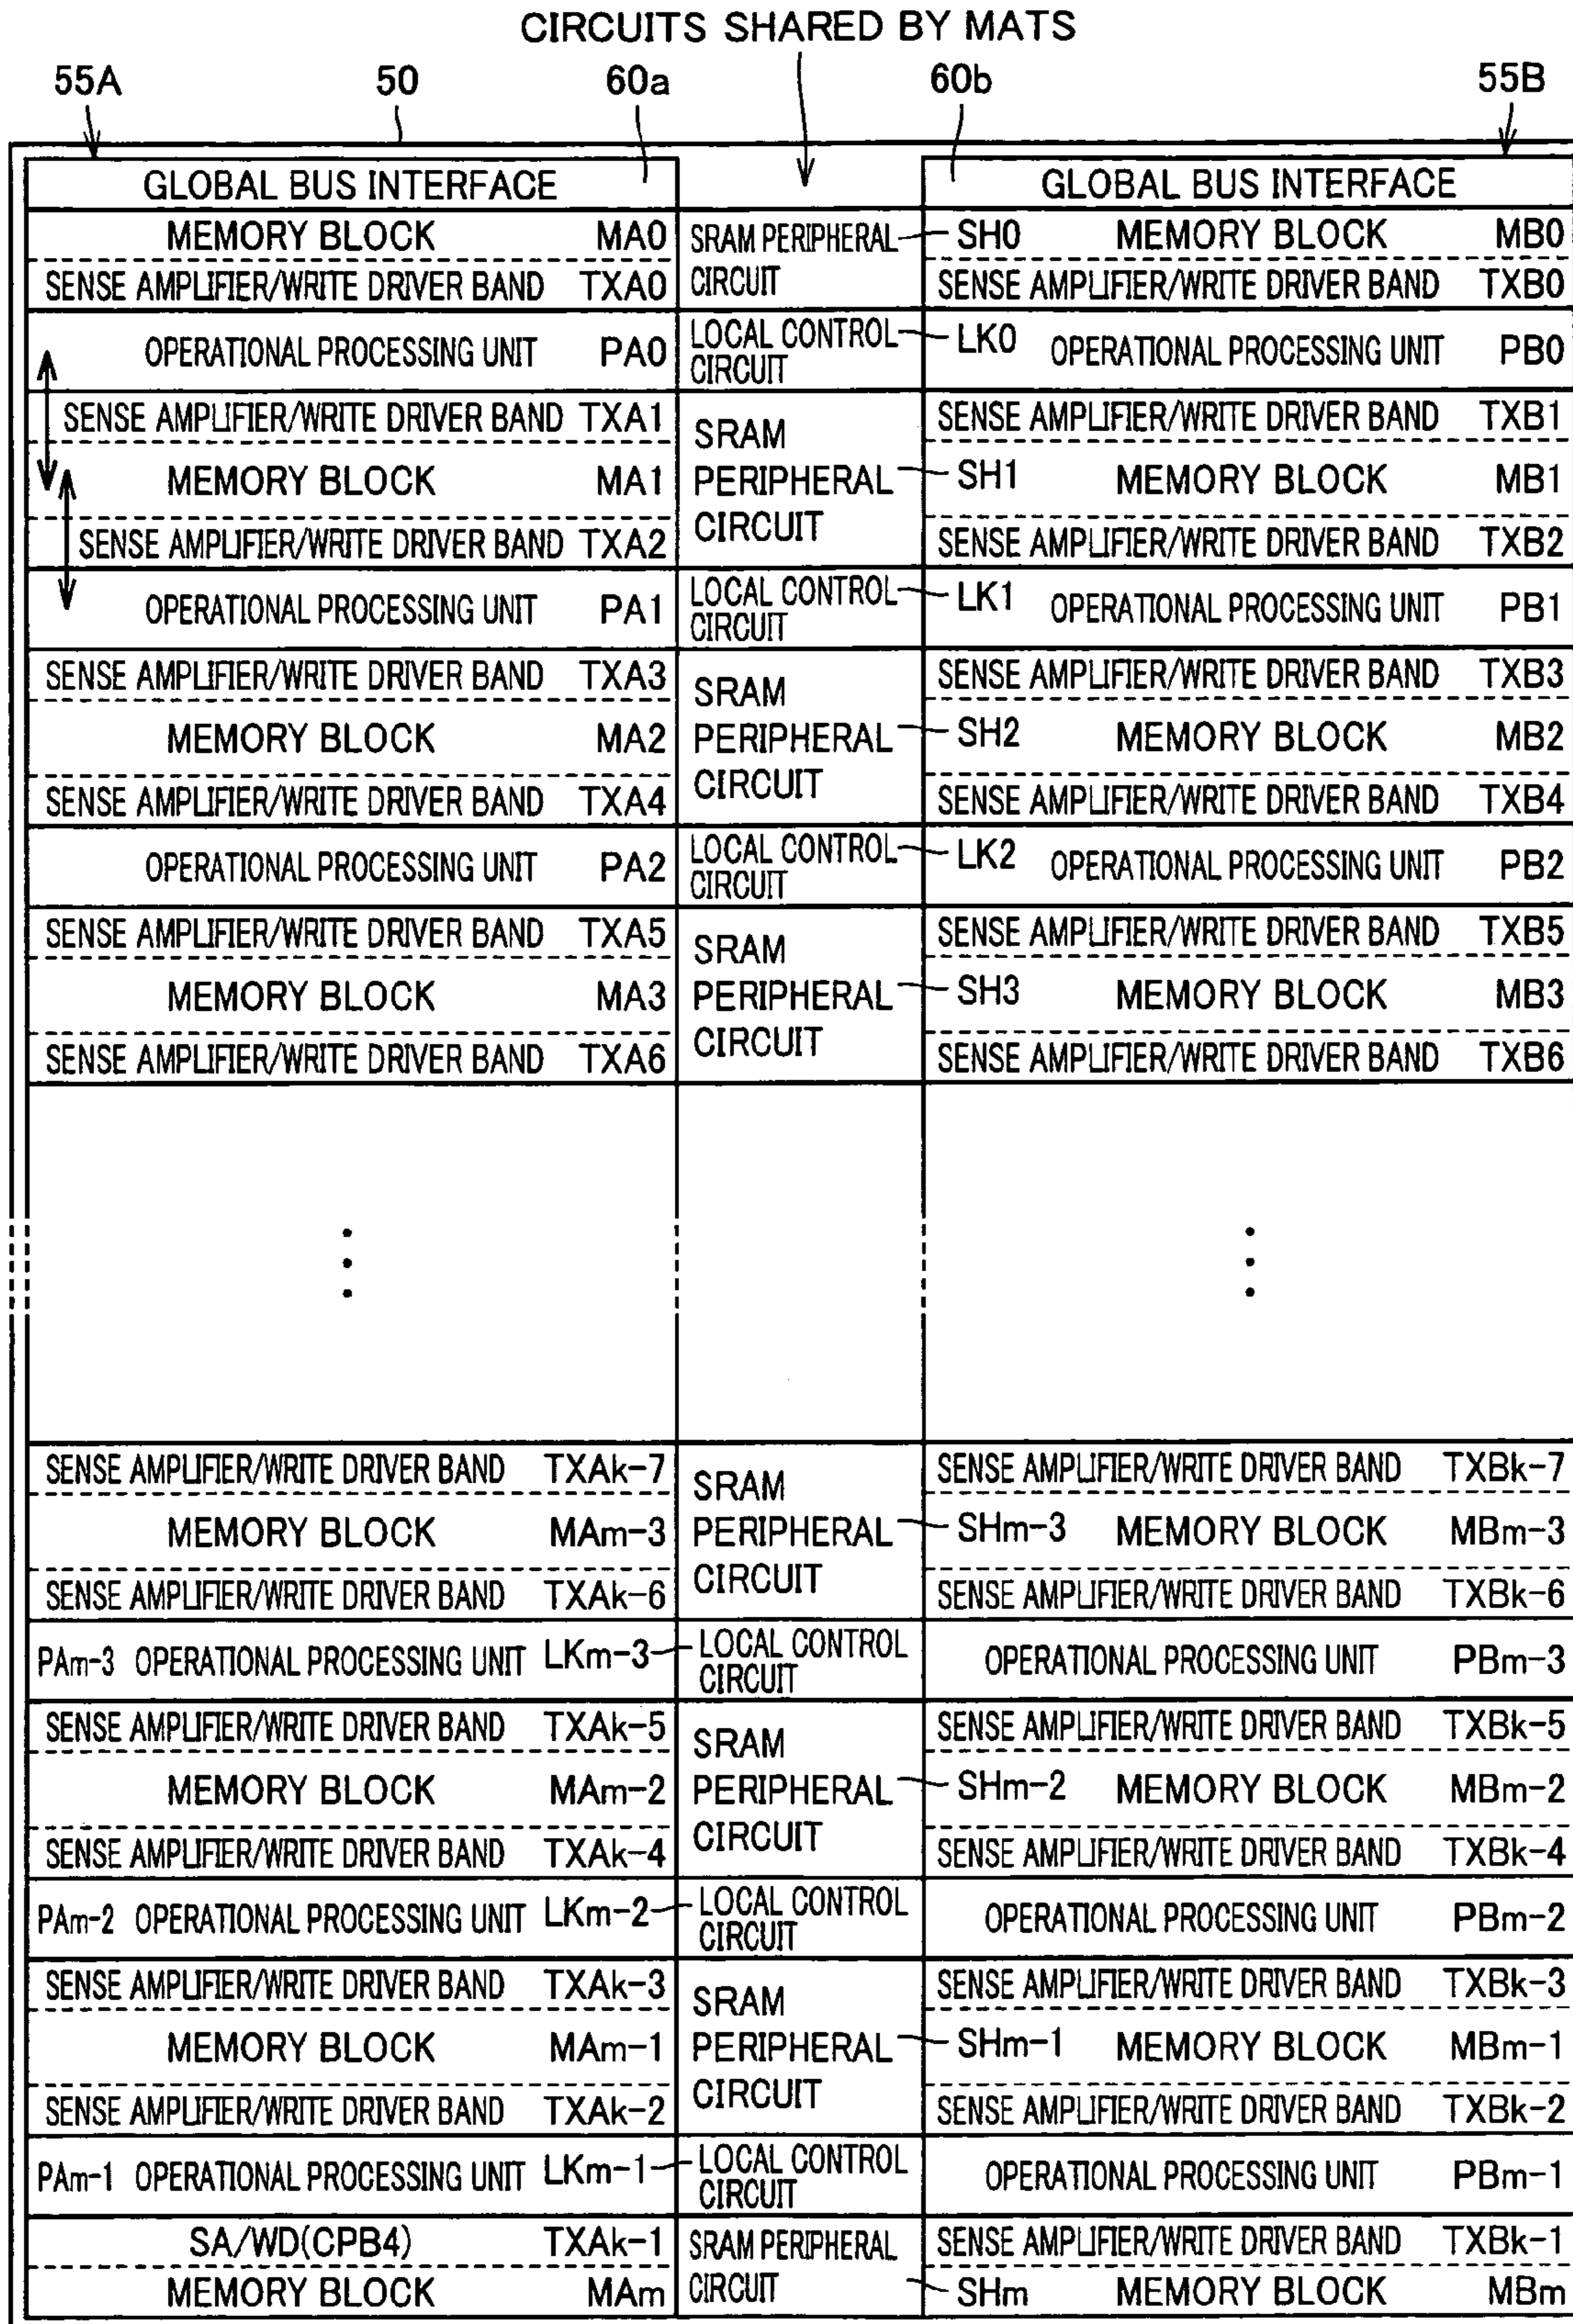 CIRCUITS SHARED BY MATS
55A 50 60a 60b 55B
GLOBAL BUS INTERFACE GLOBAL BUS INTERFACE
MEMORY BLOCK MA0 SRAM PERIPHERAL SH0 MEMORY BLOCK MB0
SENSE AMPLIFIER/WRITE DRIVER BAND TXA0 CIRCUIT SENSE AMPLIFIER/WRITE DRIVER BAND TXB0
OPERATIONAL PROCESSING UNIT PA0 LOCAL CONTROL LK0 OPERATIONAL PROCESSING UNIT PB0
CIRCUIT
SENSE AMPLIFIER/WRITE DRIVER BAND TXA1 SRAM SENSE AMPLIFIER/WRITE DRIVER BAND TXB1
MEMORY BLOCK MA1 PERIPHERAL SH1 MEMORY BLOCK MB1
SENSE AMPLIFIER/WRITE DRIVER BAND TXA2 CIRCUIT SENSE AMPLIFIER/WRITE DRIVER BAND TXB2
OPERATIONAL PROCESSING UNIT PA1 LOCAL CONTROL LK1 OPERATIONAL PROCESSING UNIT PB1
CIRCUIT
SENSE AMPLIFIER/WRITE DRIVER BAND TXA3 SRAM SENSE AMPLIFIER/WRITE DRIVER BAND TXB3
MEMORY BLOCK MA2 PERIPHERAL SH2 MEMORY BLOCK MB2
SENSE AMPLIFIER/WRITE DRIVER BAND TXA4 CIRCUIT SENSE AMPLIFIER/WRITE DRIVER BAND TXB4
OPERATIONAL PROCESSING UNIT PA2 LOCAL CONTROL LK2 OPERATIONAL PROCESSING UNIT PB2
CIRCUIT
SENSE AMPLIFIER/WRITE DRIVER BAND TXA5 SRAM SENSE AMPLIFIER/WRITE DRIVER BAND TXB5
MEMORY BLOCK MA3 PERIPHERAL SH3 MEMORY BLOCK MB3
SENSE AMPLIFIER/WRITE DRIVER BAND TXA6 CIRCUIT SENSE AMPLIFIER/WRITE DRIVER BAND TXB6
SENSE AMPLIFIER/WRITE DRIVER BAND TXAk-7 SRAM SENSE AMPLIFIER/WRITE DRIVER BAND TXBk-7
MEMORY BLOCK MAm-3 PERIPHERAL SHm-3 MEMORY BLOCK MBm-3
SENSE AMPLIFIER/WRITE DRIVER BAND TXAk-6 CIRCUIT SENSE AMPLIFIER/WRITE DRIVER BAND TXBk-6
PAm-3 OPERATIONAL PROCESSING UNIT LKm-3 LOCAL CONTROL OPERATIONAL PROCESSING UNIT PBm-3
CIRCUIT
SENSE AMPLIFIER/WRITE DRIVER BAND TXAk-5 SRAM SENSE AMPLIFIER/WRITE DRIVER BAND TXBk-5
MEMORY BLOCK MAm-2 PERIPHERAL SHm-2 MEMORY BLOCK MBm-2
SENSE AMPLIFIER/WRITE DRIVER BAND TXAk-4 CIRCUIT SENSE AMPLIFIER/WRITE DRIVER BAND TXBk-4
PAm-2 OPERATIONAL PROCESSING UNIT LKm-2 LOCAL CONTROL OPERATIONAL PROCESSING UNIT PBm-2
CIRCUIT
SENSE AMPLIFIER/WRITE DRIVER BAND TXAk-3 SRAM SENSE AMPLIFIER/WRITE DRIVER BAND TXBk-3
MEMORY BLOCK MAm-1 PERIPHERAL SHm-1 MEMORY BLOCK MBm-1
SENSE AMPLIFIER/WRITE DRIVER BAND TXAk-2 CIRCUIT SENSE AMPLIFIER/WRITE DRIVER BAND TXBk-2
PAm-1 OPERATIONAL PROCESSING UNIT LKm-1 LOCAL CONTROL OPERATIONAL PROCESSING UNIT PBm-1
CIRCUIT
SA/WD(CPB4) TXAk-1 SRAM PERIPHERAL SENSE AMPLIFIER/WRITE DRIVER BAND TXBk-1
MEMORY BLOCK MAm CIRCUIT SHm MEMORY BLOCK MBm